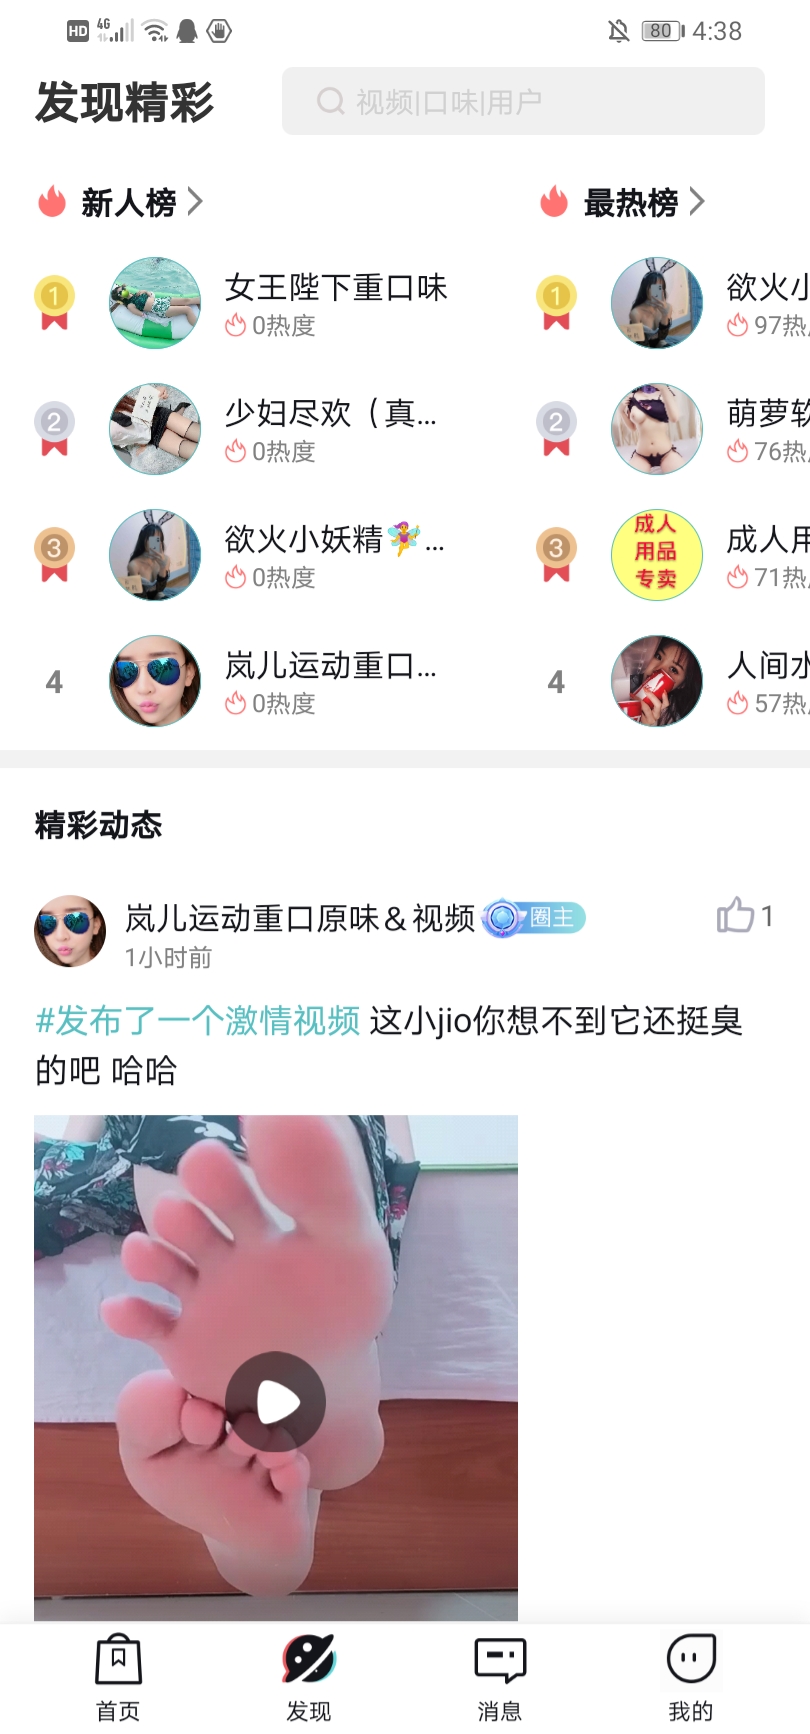 HD 4G 80 4:38
发现精彩
视频|口味|用户
新人榜
最热榜
1 女王陛下重口味
0热度
1 欲火小
97热
2 少妇尽欢（真...
0热度
2 萌萝软
76热
3 欲火小妖精🧚‍♀️...
0热度
成人
用品
专卖
3 成人用
71热
4 岚儿运动重口...
0热度
4 人间水
57热
精彩动态
岚儿运动重口原味＆视频 圈主 1
1小时前
#发布了一个激情视频 这小jio你想不到它还挺臭
的吧 哈哈
首页 发现 消息 我的